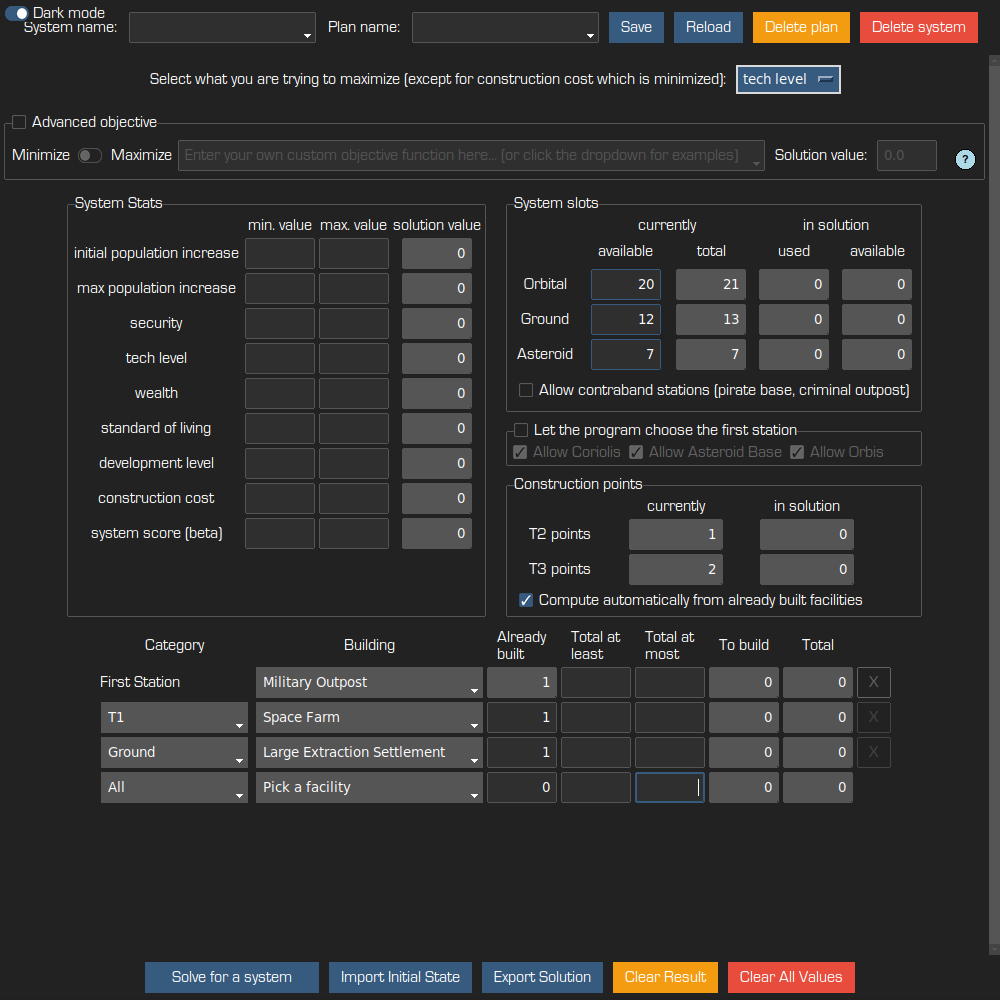 Dark mode
System name: Plan name: Save Reload Delete plan Delete system
Select what you are trying to maximize (except for construction cost which is minimized): tech level
Advanced objective
Minimize Maximize Enter your own custom objective function here... (or click the dropdown for examples) Solution value: 0.0 ?
System Stats
min. value max. value solution value
initial population increase 0
max population increase 0
security 0
tech level 0
wealth 0
standard of living 0
development level 0
construction cost 0
system score (beta) 0
System slots
currently in solution
available total used available
Orbital 20 21 0 0
Ground 12 13 0 0
Asteroid 7 7 0 0
Allow contraband stations (pirate base, criminal outpost)
Let the program choose the first station
Allow Coriolis Allow Asteroid Base Allow Orbis
Construction points
currently in solution
T2 points 1 0
T3 points 2 0
Compute automatically from already built facilities
Category Building Already built Total at least Total at most To build Total
First Station Military Outpost 1 0 0 X
T1 Space Farm 1 0 0 X
Ground Large Extraction Settlement 1 0 0 X
All Pick a facility 0 0 0
Solve for a system Import Initial State Export Solution Clear Result Clear All Values